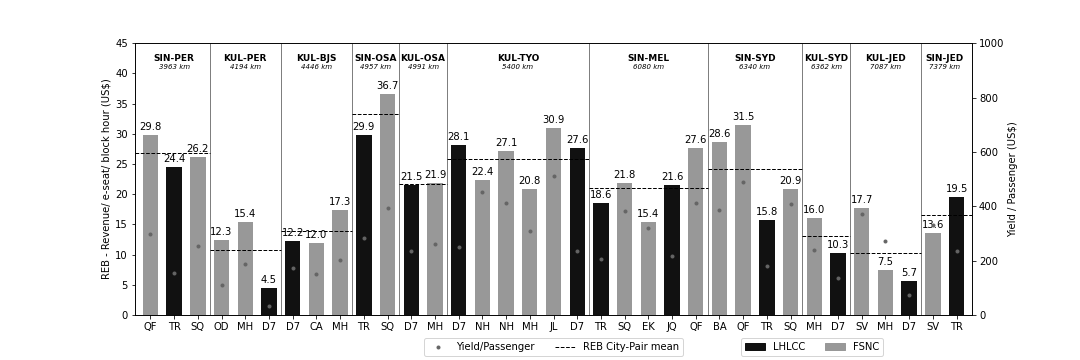 SIN-PER KUL-PER KUL-BJS SIN-OSA KUL-OSA KUL-TYO SIN-MEL SIN-SYD KUL-SYD KUL-JED SIN-JED
3963 km 4194 km 4446 km 4957 km 4991 km 5400 km 6080 km 6340 km 6362 km 7087 km 7379 km
REB - Revenue/ e-seat/ block hour (US$)
45
40
35
30
25
20
15
10
5
0
29.8 24.4 26.2 12.3 15.4 4.5 12.2 12.0 17.3 29.9 36.7 21.5 21.9 28.1 22.4 27.1 20.8 30.9 27.6 18.6 21.8 15.4 21.6 27.6 28.6 31.5 15.8 20.9 16.0 10.3 17.7 7.5 5.7 13.6 19.5
1000
800
600
400
200
0
Yield / Passenger (US$)
QF TR SQ OD MH D7 D7 CA MH TR SQ D7 MH D7 NH NH MH JL D7 TR SQ EK JQ QF BA QF TR SQ MH D7 SV MH D7 SV TR
Yield/Passenger REB City-Pair mean LHLCC FSNC